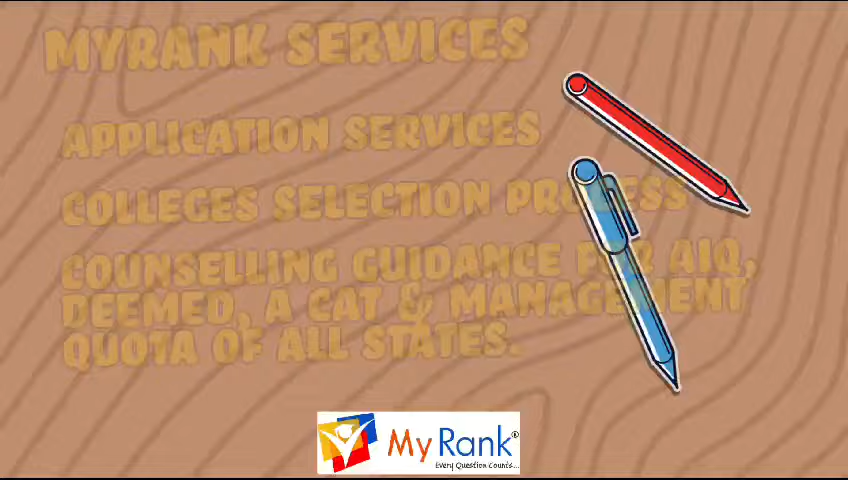 MYRANK SERVICES
APPLICATION SERVICES
COLLEGES SELECTION PROCESS
COUNSELLING GUIDANCE FOR AIQ,
DEEMED, A CAT & MANAGEMENT
QUOTA OF ALL STATES.
My Rank®
Every Question Counts...